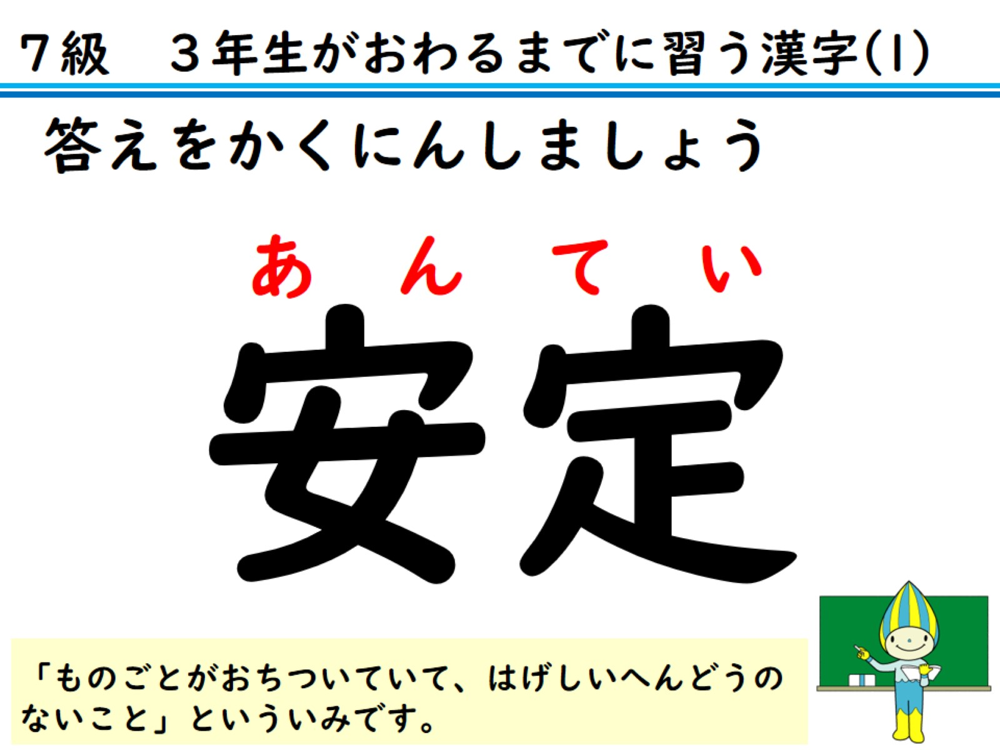 ７級　３年生がおわるまでに習う漢字(1)
答えをかくにんしましょう
あんてい
安定
「ものごとがおちついていて、はげしいへんどうの
ないこと」といういみです。